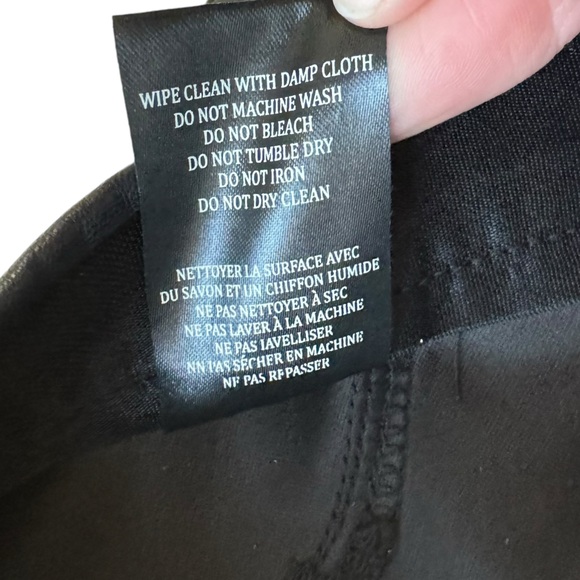 WIPE CLEAN WITH DAMP CLOTH
DO NOT MACHINE WASH
DO NOT BLEACH
DO NOT TUMBLE DRY
DO NOT IRON
DO NOT DRY CLEAN
NETTOYER LA SURFACE AVEC
DU SAVON ET UN CHIFFON HUMIDE
NE PAS NETTOYER À SEC
NE PAS LAVER À LA MACHINE
NE PAS JAVELLISER
PAS SÉCHER EN MACHINE
NE PAS REPASSER